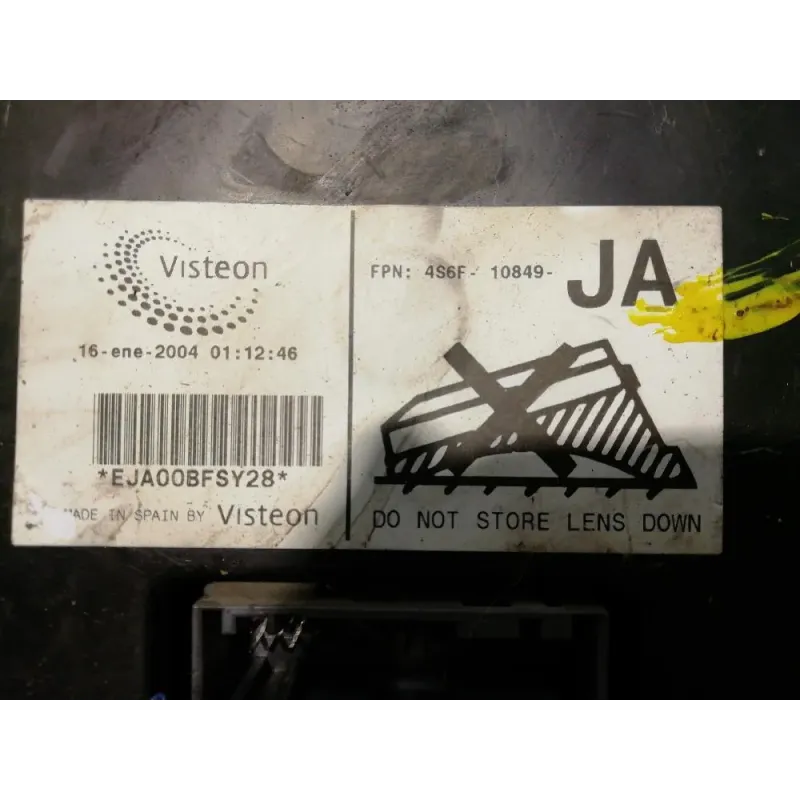 Visteon
16-ene-2004 01:12:46
*EJA00BFSY28*
MADE IN SPAIN BY Visteon
FPN: 4S6F- 10849- JA
DO NOT STORE LENS DOWN